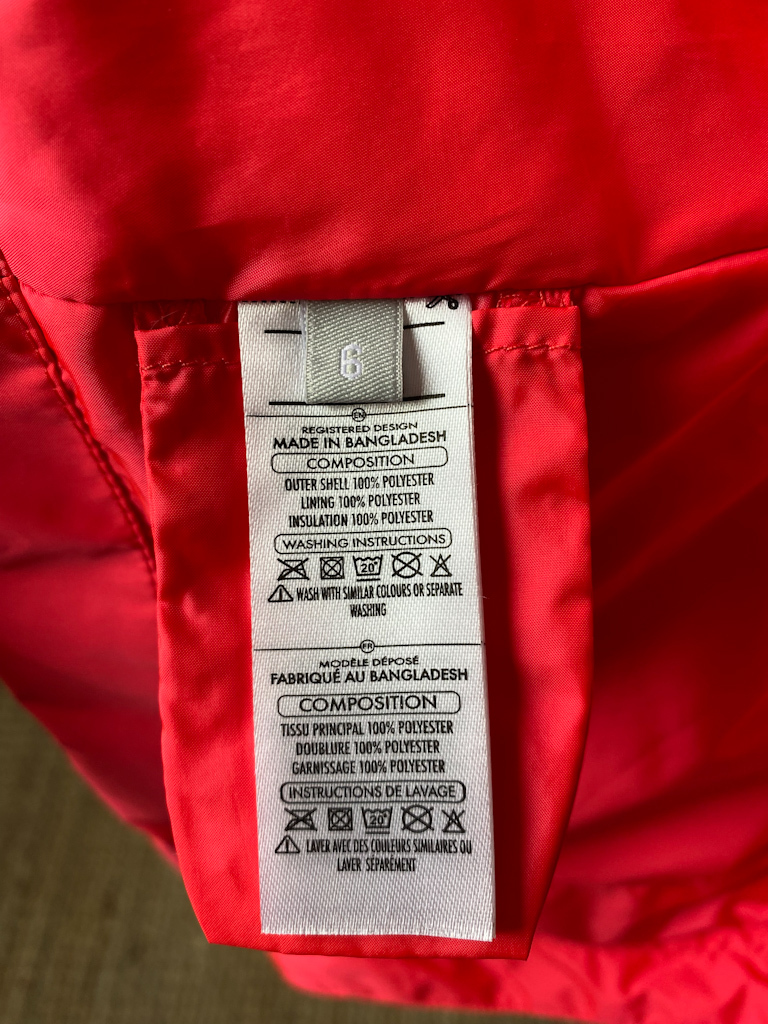 6
EN
REGISTERED DESIGN
MADE IN BANGLADESH
COMPOSITION
OUTER SHELL 100% POLYESTER
LINING 100% POLYESTER
INSULATION 100% POLYESTER
WASHING INSTRUCTIONS
20°
WASH WITH SIMILAR COLOURS OR SEPARATE
WASHING
FR
MODÈLE DÉPOSÉ
FABRIQUÉ AU BANGLADESH
COMPOSITION
TISSU PRINCIPAL 100% POLYESTER
DOUBLURE 100% POLYESTER
GARNISSAGE 100% POLYESTER
INSTRUCTIONS DE LAVAGE
20°
LAVER AVEC DES COULEURS SIMILAIRES OU
LAVER SÉPARÉMENT